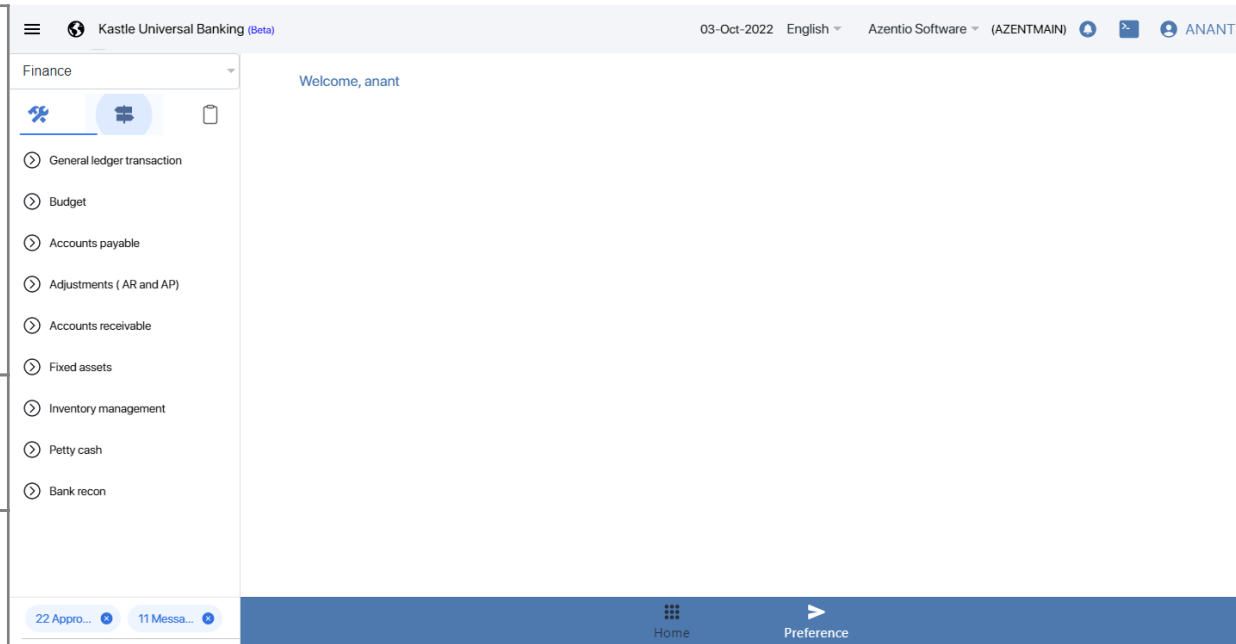 Kastle Universal Banking (Beta)
03-Oct-2022 English Azentio Software (AZENTMAIN) ANANT
Finance
Welcome, anant
General ledger transaction
Budget
Accounts payable
Adjustments ( AR and AP)
Accounts receivable
Fixed assets
Inventory management
Petty cash
Bank recon
22 Appro... 11 Messa...
Home Preference